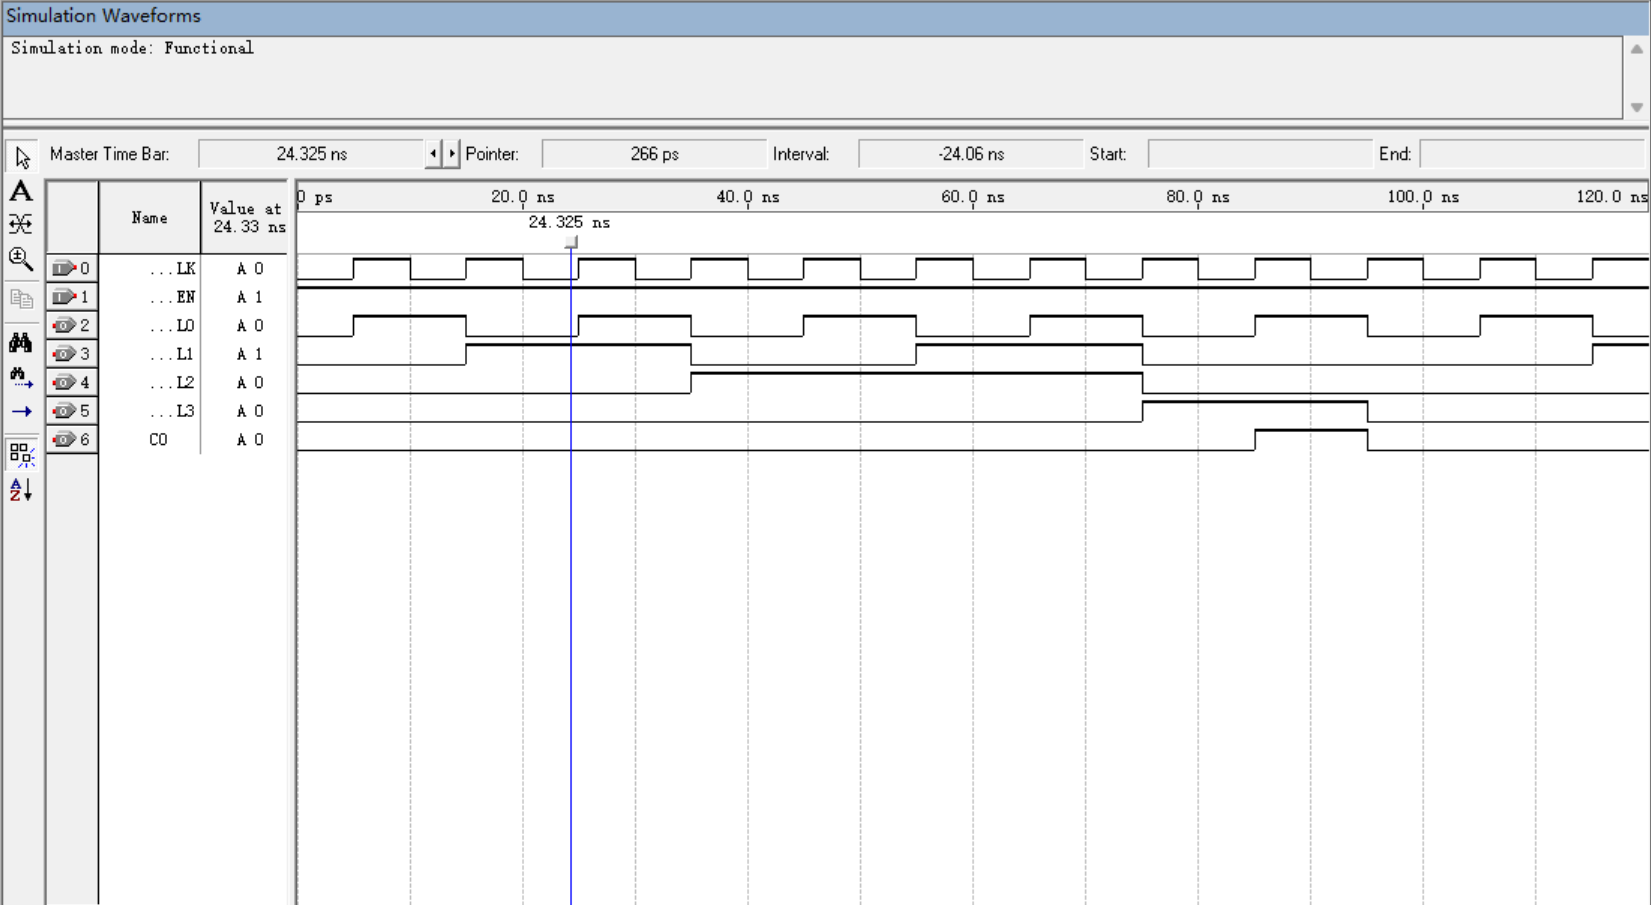 Simulation Waveforms
Simulation mode: Functional
Master Time Bar: 24.325 ns Pointer: 266 ps Interval: -24.06 ns Start: End:
Name Value at 24.33 ns
0 ps 20.0 ns 40.0 ns 60.0 ns 80.0 ns 100.0 ns 120.0 ns
24.325 ns
0 ...LK A 0
1 ...EN A 1
2 ...L0 A 0
3 ...L1 A 1
4 ...L2 A 0
5 ...L3 A 0
6 CO A 0